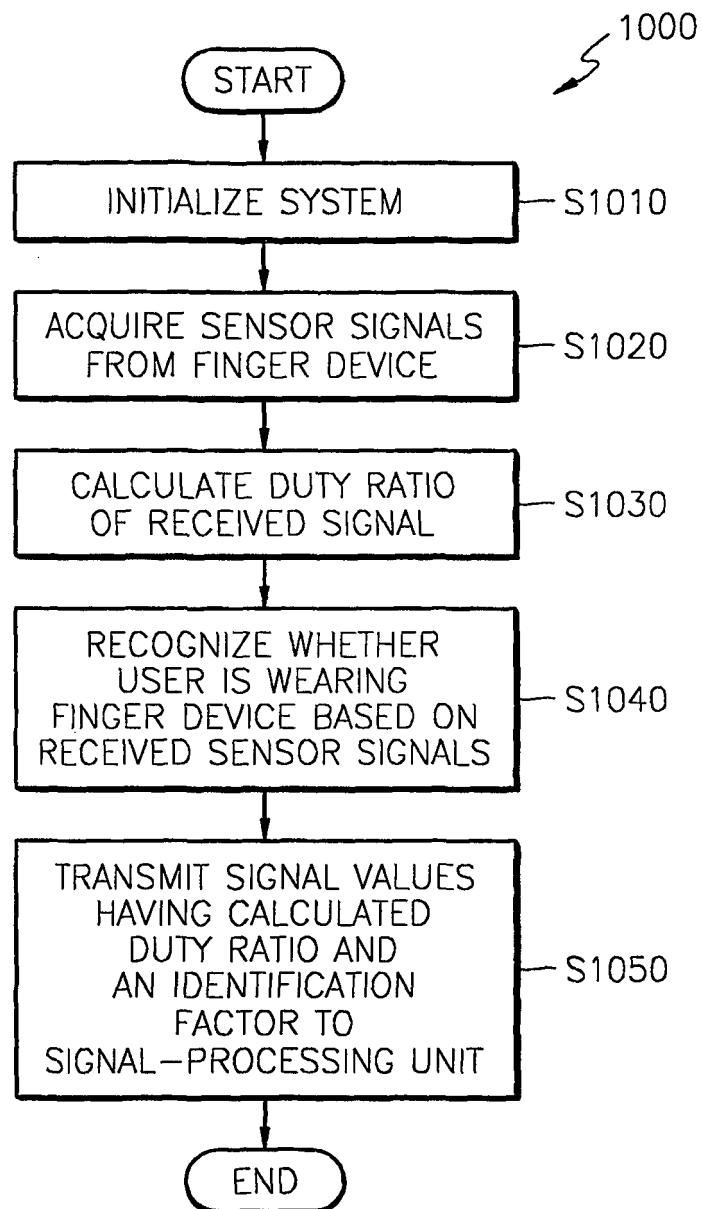 1000
START
INITIALIZE SYSTEM
S1010
ACQUIRE SENSOR SIGNALS
FROM FINGER DEVICE
S1020
CALCULATE DUTY RATIO
OF RECEIVED SIGNAL
S1030
RECOGNIZE WHETHER
USER IS WEARING
FINGER DEVICE BASED ON
RECEIVED SENSOR SIGNALS
S1040
TRANSMIT SIGNAL VALUES
HAVING CALCULATED
DUTY RATIO AND
AN IDENTIFICATION
FACTOR TO
SIGNAL-PROCESSING UNIT
S1050
END